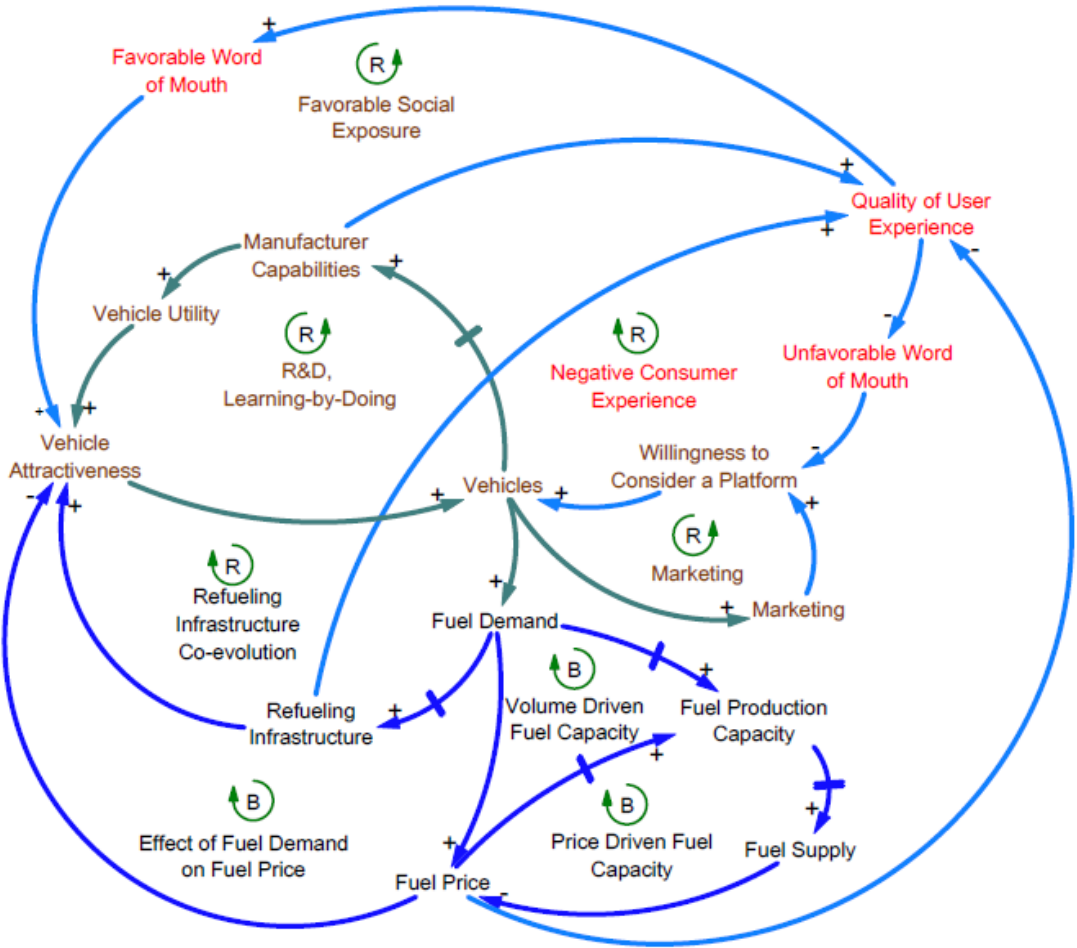 +
Favorable Word
of Mouth
R
Favorable Social
Exposure
+
Quality of User
Experience
+
-
Manufacturer
Capabilities
+
+
Vehicle Utility
-
R
R&D,
Learning-by-Doing
R
Negative Consumer
Experience
Unfavorable Word
of Mouth
+
+
Vehicle
Attractiveness
-
+
+
Vehicles
+
Willingness to
Consider a Platform
-
+
R
Marketing
+
Marketing
R
Refueling
Infrastructure
Co-evolution
+
Fuel Demand
+
B
Volume Driven
Fuel Capacity
Fuel Production
Capacity
+
+
Refueling
Infrastructure
B
Effect of Fuel Demand
on Fuel Price
B
Price Driven Fuel
Capacity
+
Fuel Supply
+
Fuel Price
-